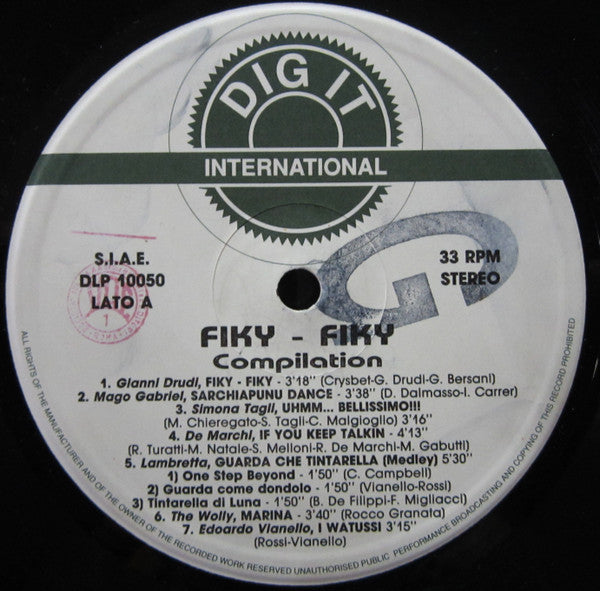 DIG IT
INTERNATIONAL
S.I.A.E.
DLP 10050
LATO A
33 RPM
STEREO
1
FIKY - FIKY
Compilation
1. Gianni Drudi, FIKY - FIKY - 3'18" (Crysbet-G. Drudi-G. Bersani)
2. Mago Gabriel, SARCHIAPUNU DANCE - 3'38" (D. Dalmasso-I. Carrer)
3. Simona Tagli, UHMM... BELLISSIMO!!!
(M. Chieregato-S. Tagli-C. Malgioglio) 3'16"
4. De Marchi, IF YOU KEEP TALKIN - 4'13"
(R. Turatti-M. Natale-S. Melloni-R. De Marchi-M. Gabutti)
5. Lambretta, GUARDA CHE TINTARELLA (Medley) 5'30"
1) One Step Beyond - 1'50" (C. Campbell)
2) Guarda come dondolo - 1'50" (Vianello-Rossi)
3) Tintarella di Luna - 1'50" (B. De Filippi-F. Migliacci)
6. The Wolly, MARINA - 3'40" (Rocco Granata)
7. Edoardo Vianello, I WATUSSI 3'15"
(Rossi-Vianello)
ALL RIGHTS OF THE MANUFACTURER AND OF THE OWNER OF THE RECORDED WORK RESERVED UNAUTHORISED PUBLIC PERFORMANCE BROADCASTING AND COPYING OF THIS RECORD PROHIBITED